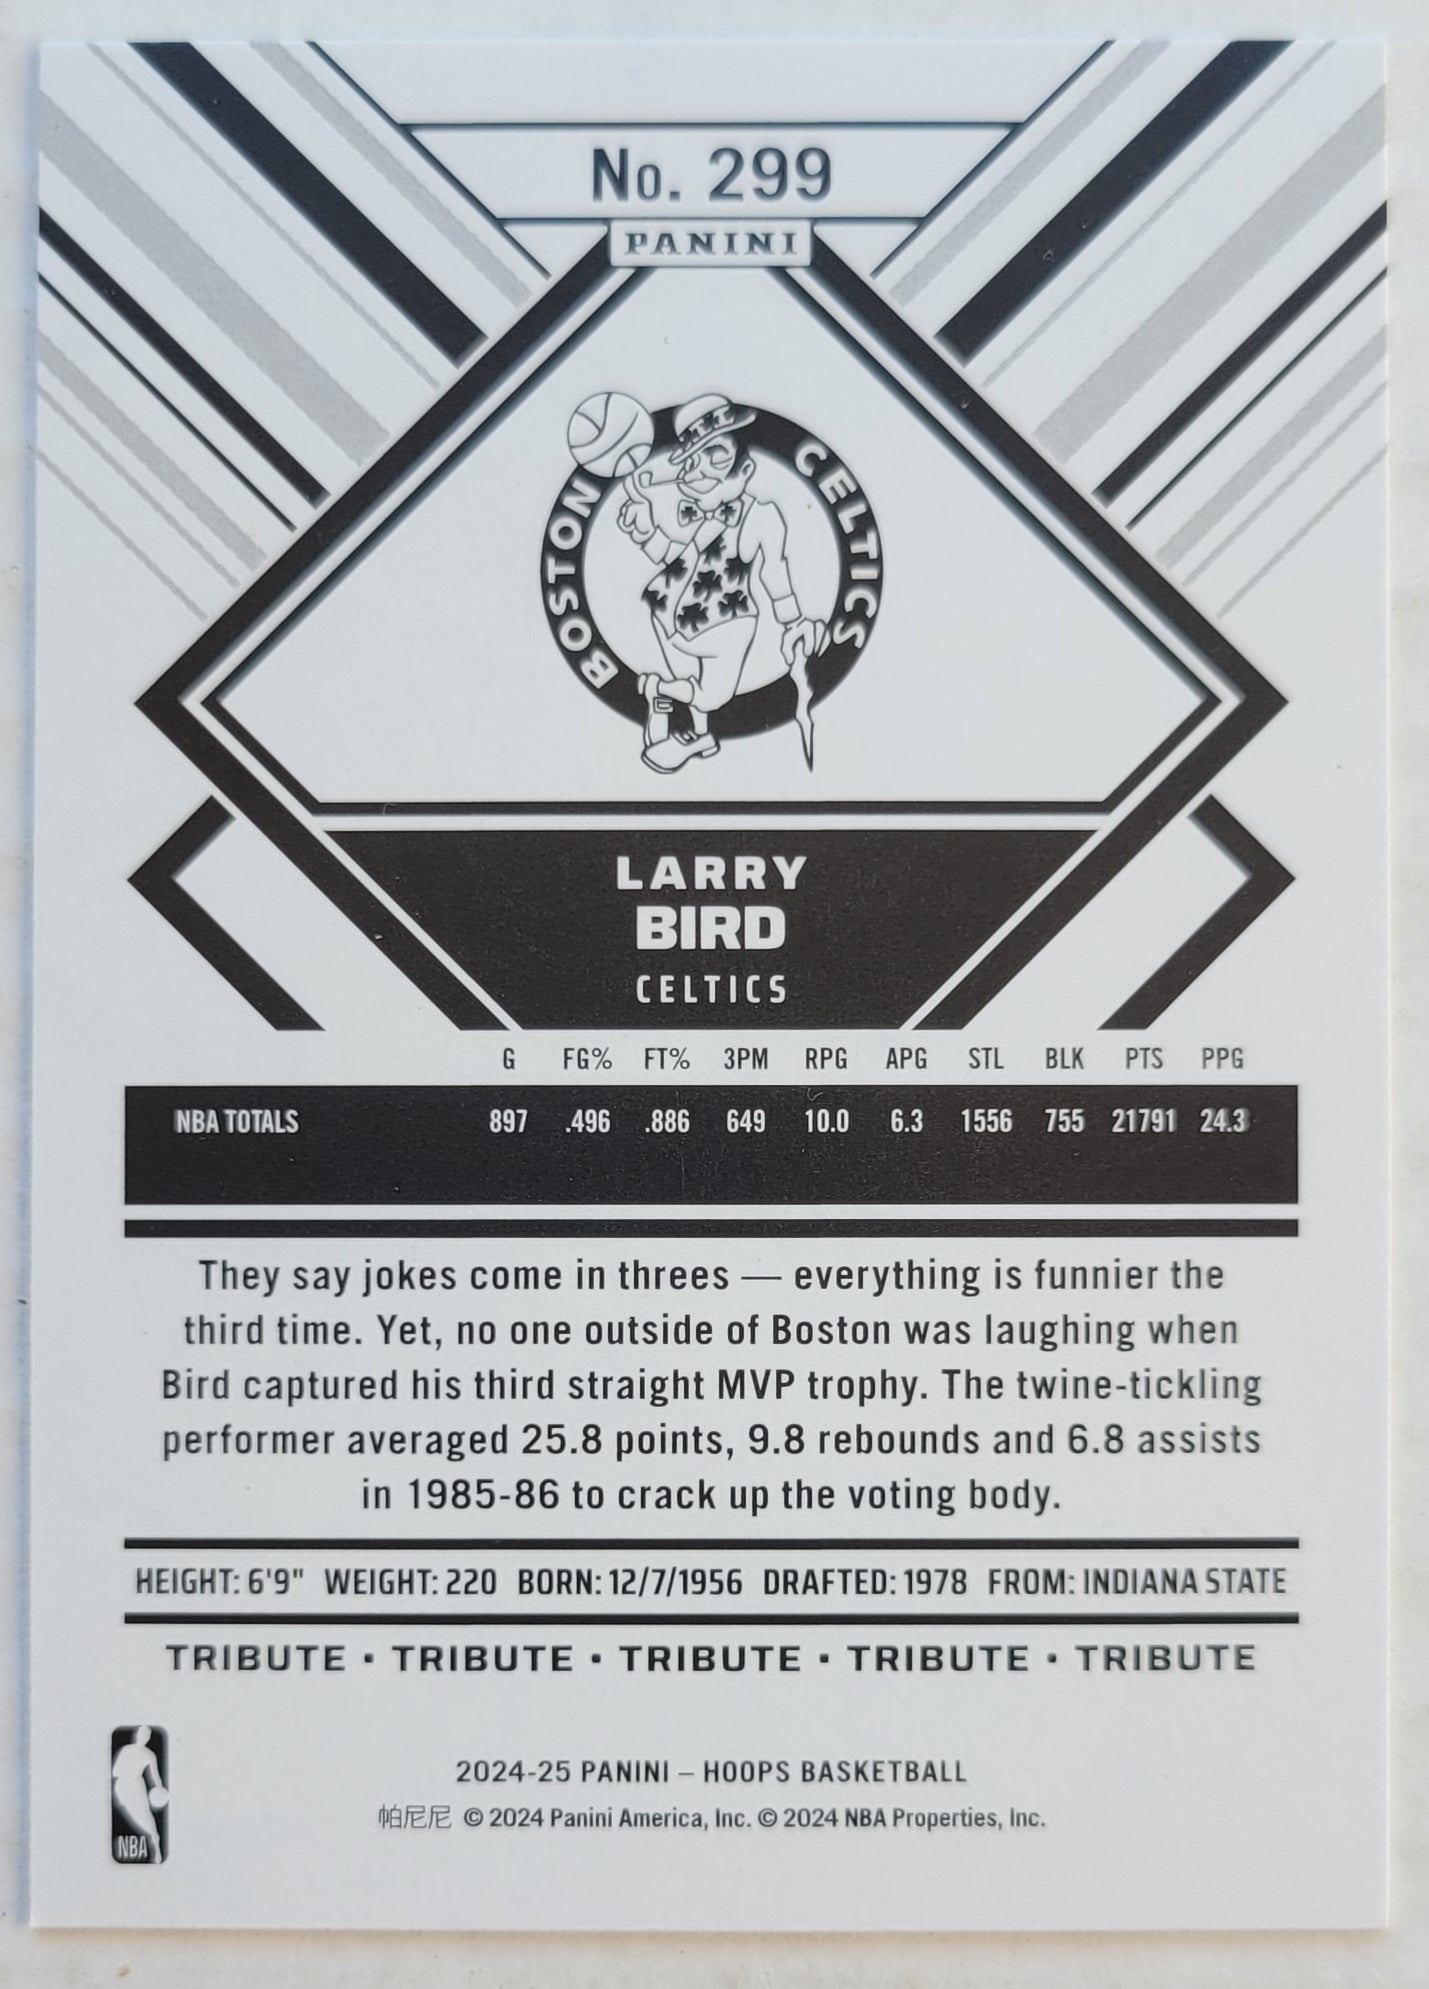 No. 299
PANINI
BOSTON CELTICS
LARRY
BIRD
CELTICS
G FG% FT% 3PM RPG APG STL BLK PTS PPG
NBA TOTALS 897 .496 .886 649 10.0 6.3 1556 755 21791 24.3
They say jokes come in threes — everything is funnier the
third time. Yet, no one outside of Boston was laughing when
Bird captured his third straight MVP trophy. The twine-tickling
performer averaged 25.8 points, 9.8 rebounds and 6.8 assists
in 1985-86 to crack up the voting body.
HEIGHT: 6'9" WEIGHT: 220 BORN: 12/7/1956 DRAFTED: 1978 FROM: INDIANA STATE
TRIBUTE • TRIBUTE • TRIBUTE • TRIBUTE • TRIBUTE
2024-25 PANINI – HOOPS BASKETBALL
帕尼尼 © 2024 Panini America, Inc. © 2024 NBA Properties, Inc.
NBA